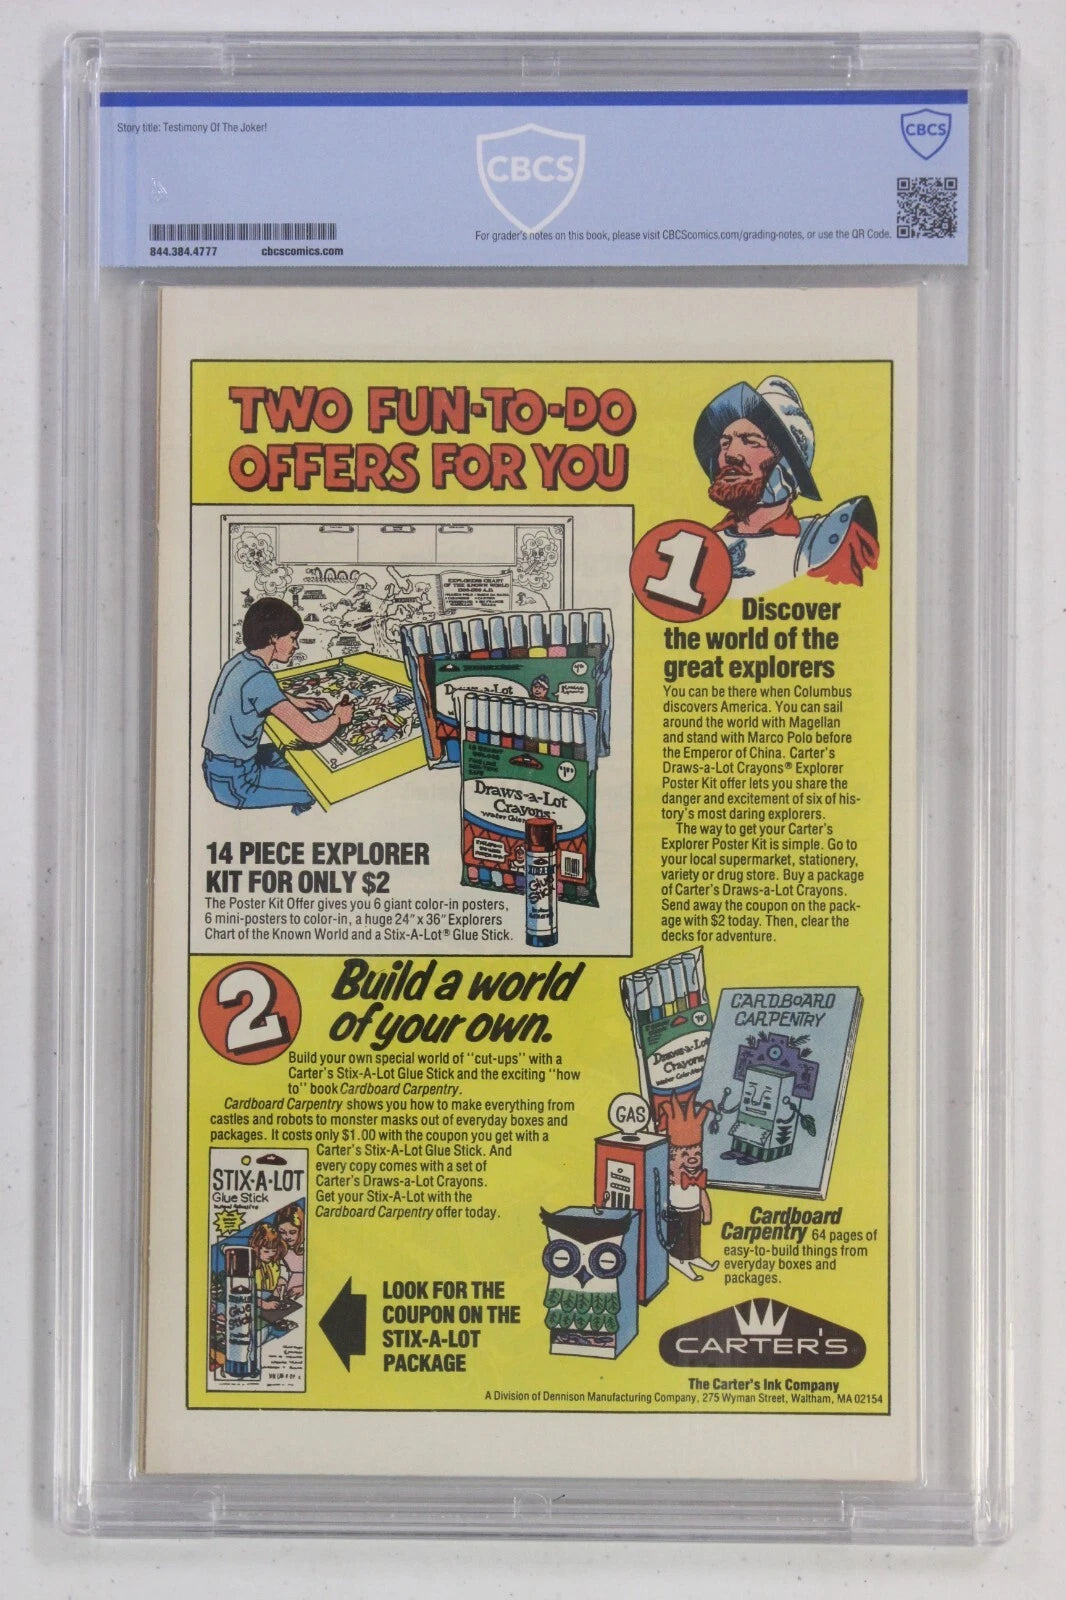 Story title: Testimony Of The Joker!
CBCS
CBCS
844.384.4777 cbcscomics.com
For grader's notes on this book, please visit CBCScomics.com/grading-notes, or use the QR Code.
TWO FUN-TO-DO
OFFERS FOR YOU
EXPLORERS CHART
OF THE KNOWN WORLD
Draws-a-Lot
Crayons
14 PIECE EXPLORER
KIT FOR ONLY $2
The Poster Kit Offer gives you 6 giant color-in posters,
6 mini-posters to color-in, a huge 24" x 36" Explorers
Chart of the Known World and a Stix-A-Lot® Glue Stick.
1
Discover
the world of the
great explorers
You can be there when Columbus
discovers America. You can sail
around the world with Magellan
and stand with Marco Polo before
the Emperor of China. Carter's
Draws-a-Lot Crayons® Explorer
Poster Kit offer lets you share the
danger and excitement of six of his-
tory's most daring explorers.
The way to get your Carter's
Explorer Poster Kit is simple. Go to
your local supermarket, stationery,
variety or drug store. Buy a package
of Carter's Draws-a-Lot Crayons.
Send away the coupon on the pack-
age with $2 today. Then, clear the
decks for adventure.
2
Build a world
of your own.
Build your own special world of "cut-ups" with a
Carter's Stix-A-Lot Glue Stick and the exciting "how
to" book Cardboard Carpentry.
Cardboard Carpentry shows you how to make everything from
castles and robots to monster masks out of everyday boxes and
packages. It costs only $1.00 with the coupon you get with a
Carter's Stix-A-Lot Glue Stick. And
every copy comes with a set of
Carter's Draws-a-Lot Crayons.
Get your Stix-A-Lot with the
Cardboard Carpentry offer today.
STIX-A-LOT
Glue Stick
Glue
Stick
LOOK FOR THE
COUPON ON THE
STIX-A-LOT
PACKAGE
Draws-a-Lot
Crayons
CARDBOARD
CARPENTRY
GAS
Cardboard
Carpentry 64 pages of
easy-to-build things from
everyday boxes and
packages.
CARTER'S
The Carter's Ink Company
A Division of Dennison Manufacturing Company, 275 Wyman Street, Waltham, MA 02154